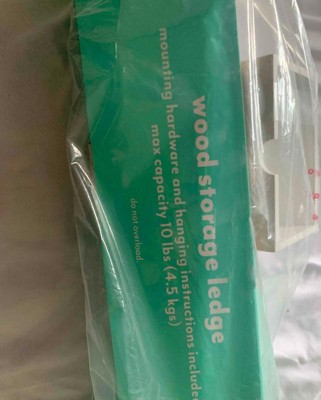 wood storage ledge
mounting hardware and hanging instructions included
max capacity 10 lbs (4.5 kgs)
do not overload.